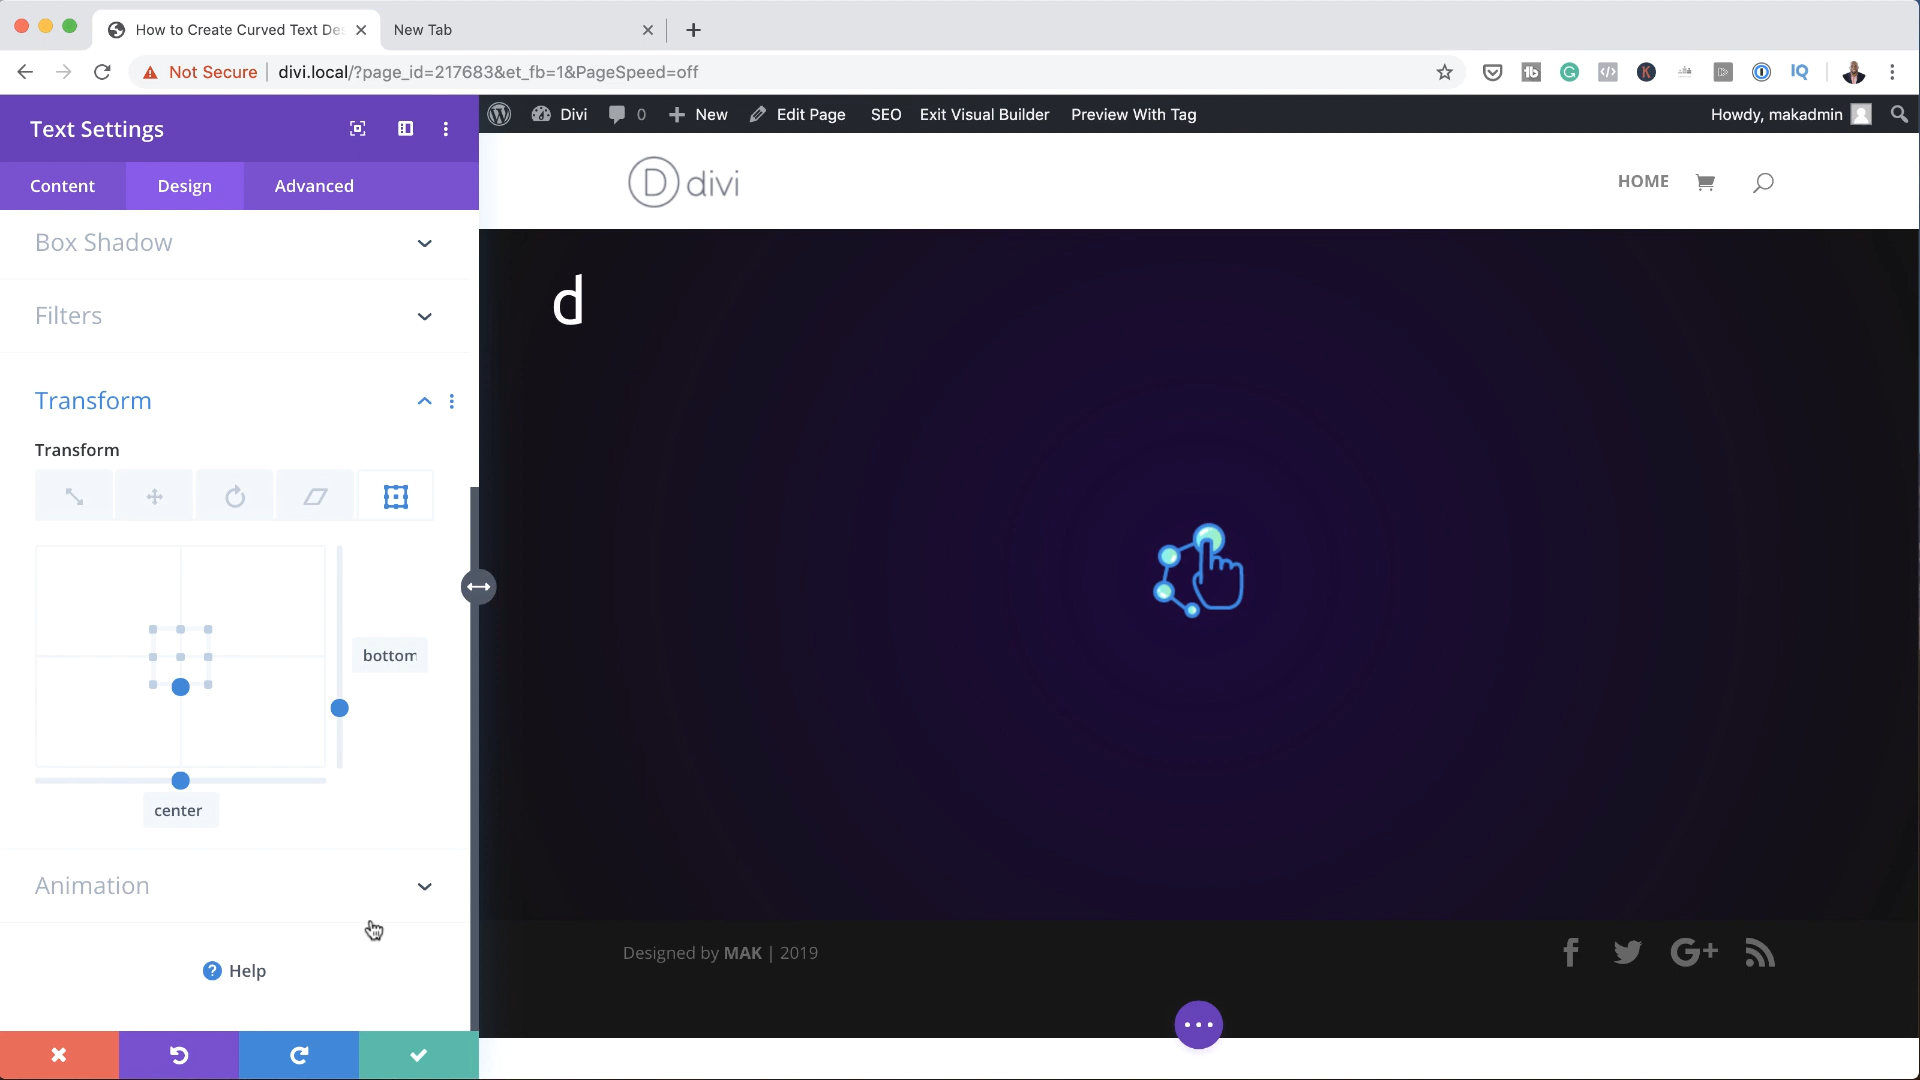 How to Create Curved Text Des
New Tab
Not Secure | divi.local/?page_id=217683&et_fb=1&PageSpeed=off
Text Settings
Content Design Advanced
Divi 0 New Edit Page SEO Exit Visual Builder Preview With Tag Howdy, makadmin
D divi
HOME
Box Shadow
Filters
d
Transform
Transform
bottom
center
Animation
Help
Designed by MAK | 2019